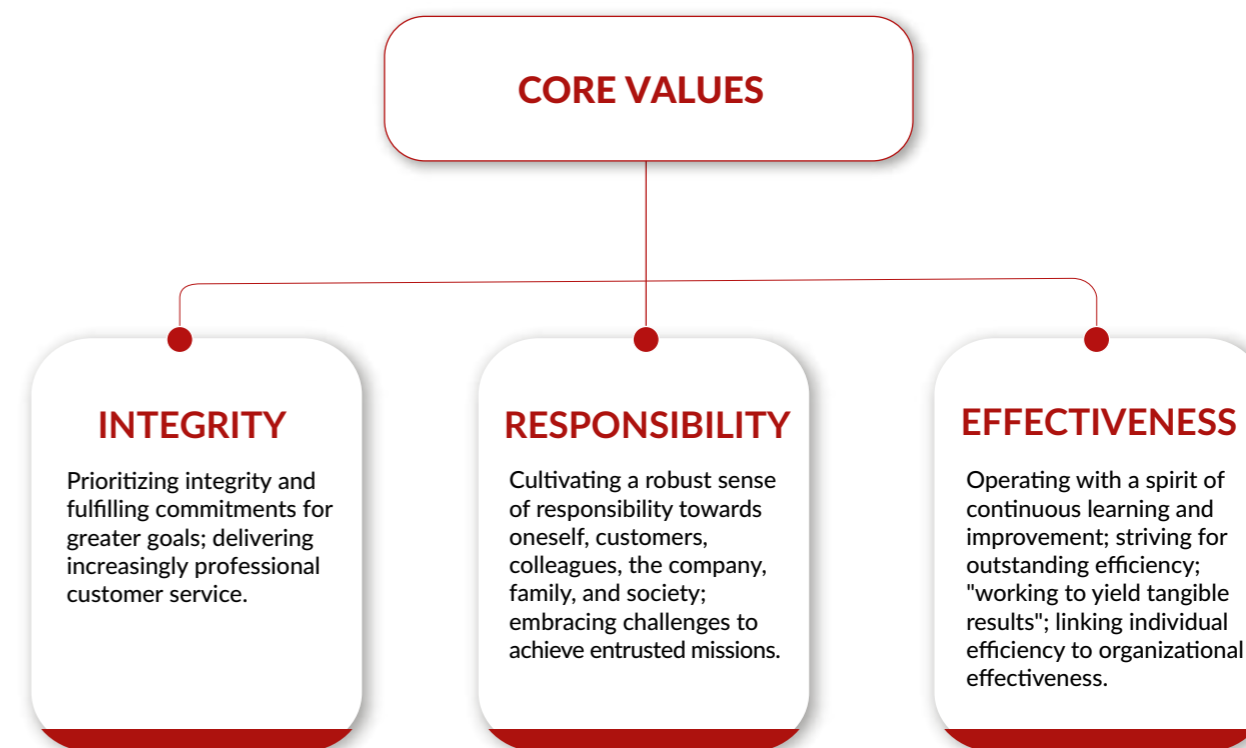 CORE VALUES
INTEGRITY
Prioritizing integrity and
fulfilling commitments for
greater goals; delivering
increasingly professional
customer service.
RESPONSIBILITY
Cultivating a robust sense
of responsibility towards
oneself, customers,
colleagues, the company,
family, and society;
embracing challenges to
achieve entrusted missions.
EFFECTIVENESS
Operating with a spirit of
continuous learning and
improvement; striving for
outstanding efficiency;
"working to yield tangible
results"; linking individual
efficiency to organizational
effectiveness.